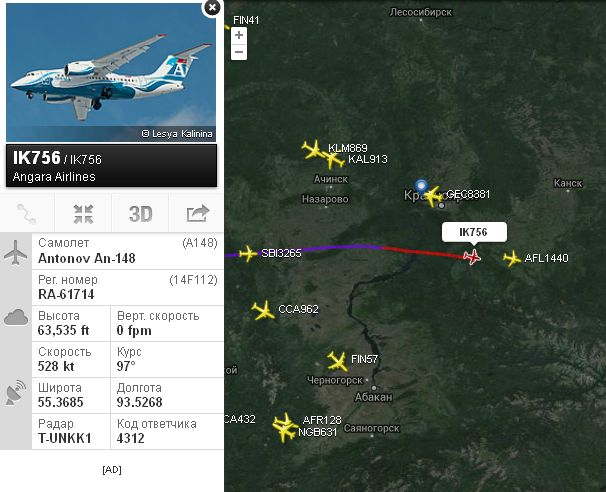 © Lesya Kalinina
IK756 / IK756
Angara Airlines
3D
Самолет (A148)
Antonov An-148
Рег. номер (14F112)
RA-61714
Высота Верт. скорость
63,535 ft 0 fpm
Скорость Курс
528 kt 97°
Широта Долгота
55.3685 93.5268
Радар Код ответчика
T-UNKK1 4312
[AD]
FIN41
Лесосибирск
+
-
KLM869
KAL913
Ачинск
Назарово
GEC8381
Канск
IK756
SBI3265
AFL1440
CCA962
FIN57
Черногорск
Абакан
CA432
AFR128
NGB631
Саяногорск